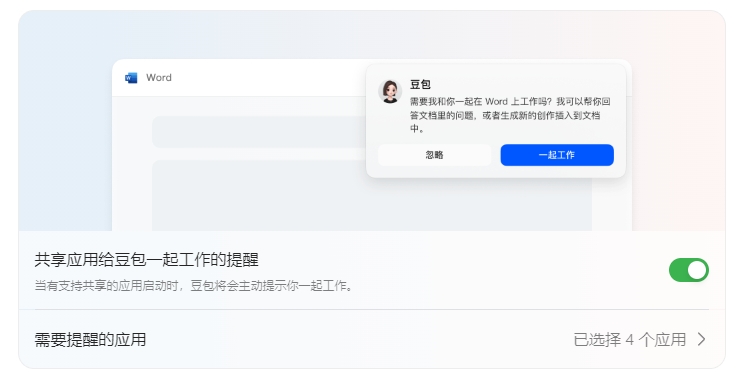 Word
豆包
需要我和你一起在 Word 上工作吗？我可以帮你回
答文档里的问题，或者生成新的创作插入到文档
中。
忽略
一起工作
共享应用给豆包一起工作的提醒
当有支持共享的应用启动时，豆包将会主动提示你一起工作。
需要提醒的应用
已选择 4 个应用